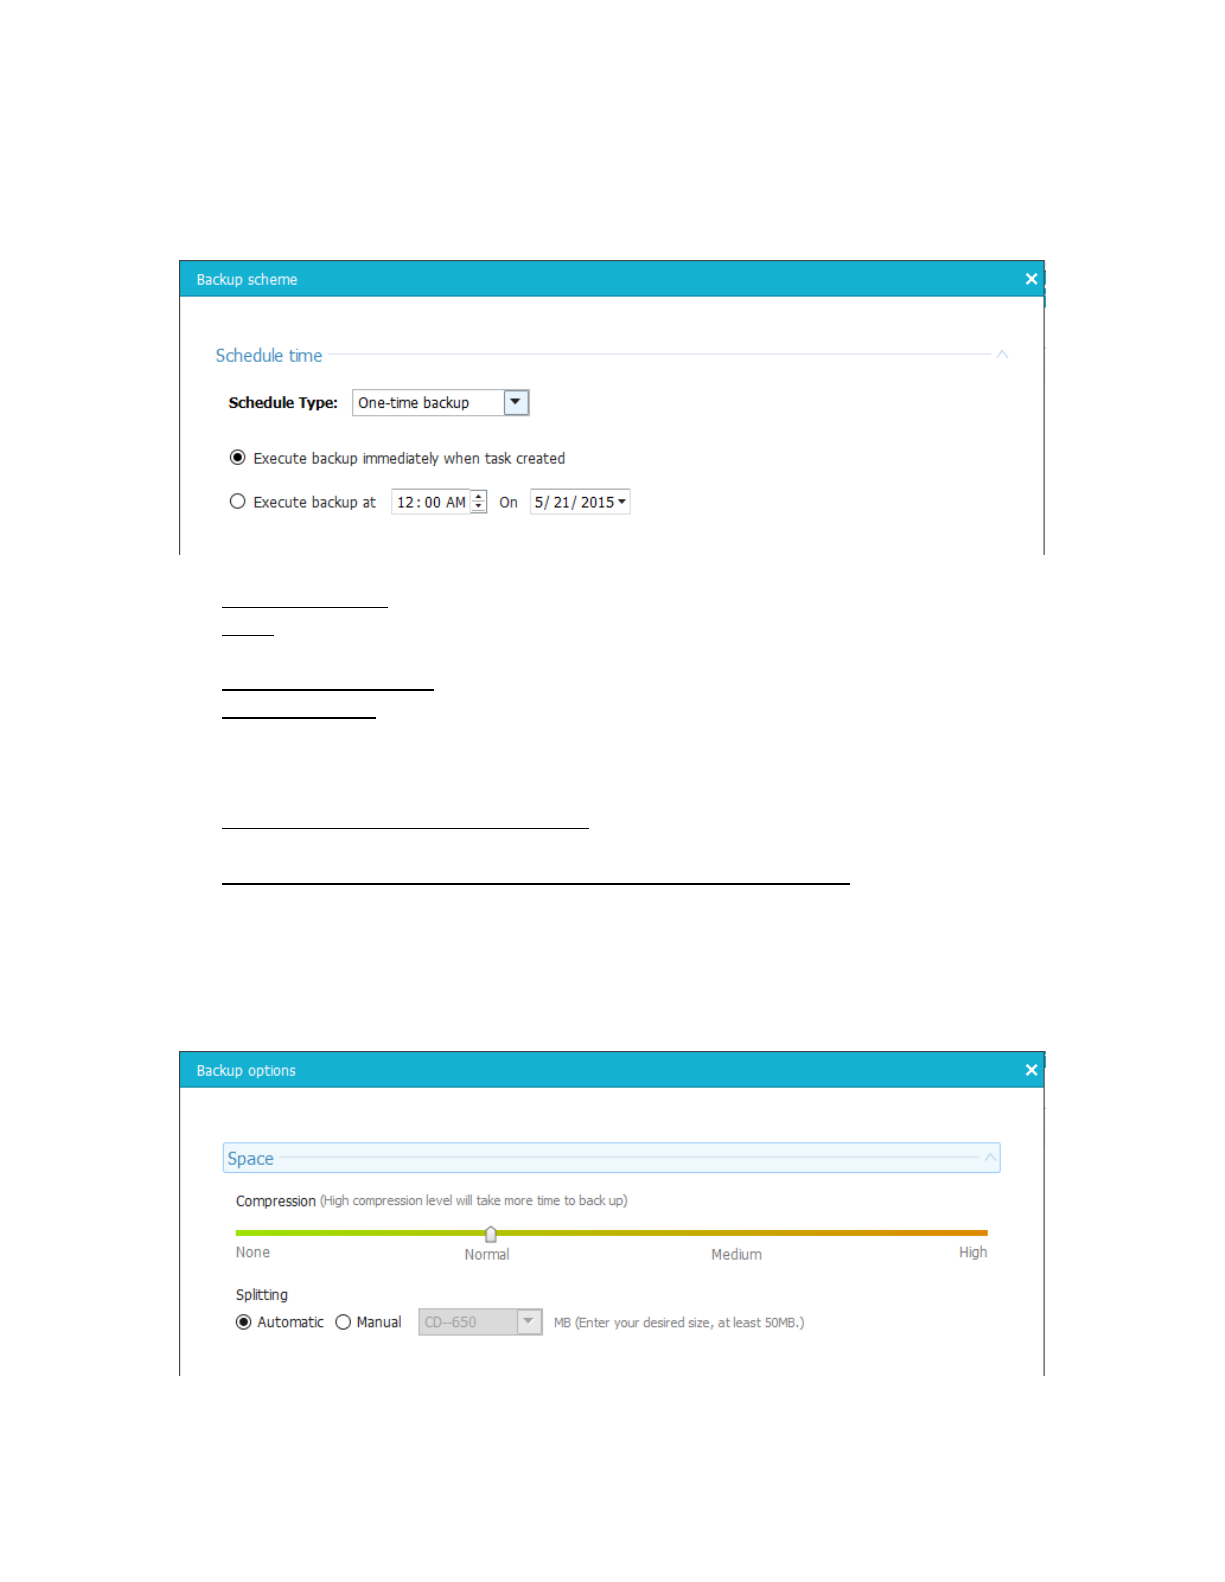 Backup scheme
Schedule time
Schedule Type: One-time backup
Execute backup immediately when task created
Execute backup at 12:00 AM On 5/ 21/ 2015
Backup options
Space
Compression (High compression level will take more time to back up)
None Normal Medium High
Splitting
Automatic Manual CD--650 MB (Enter your desired size, at least 50MB.)